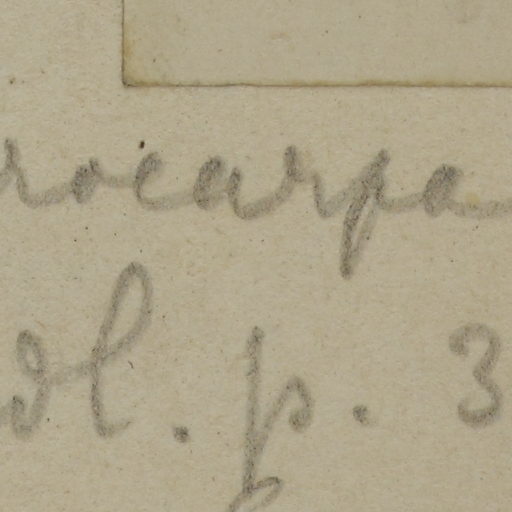 rocarpa
dl. p. 3